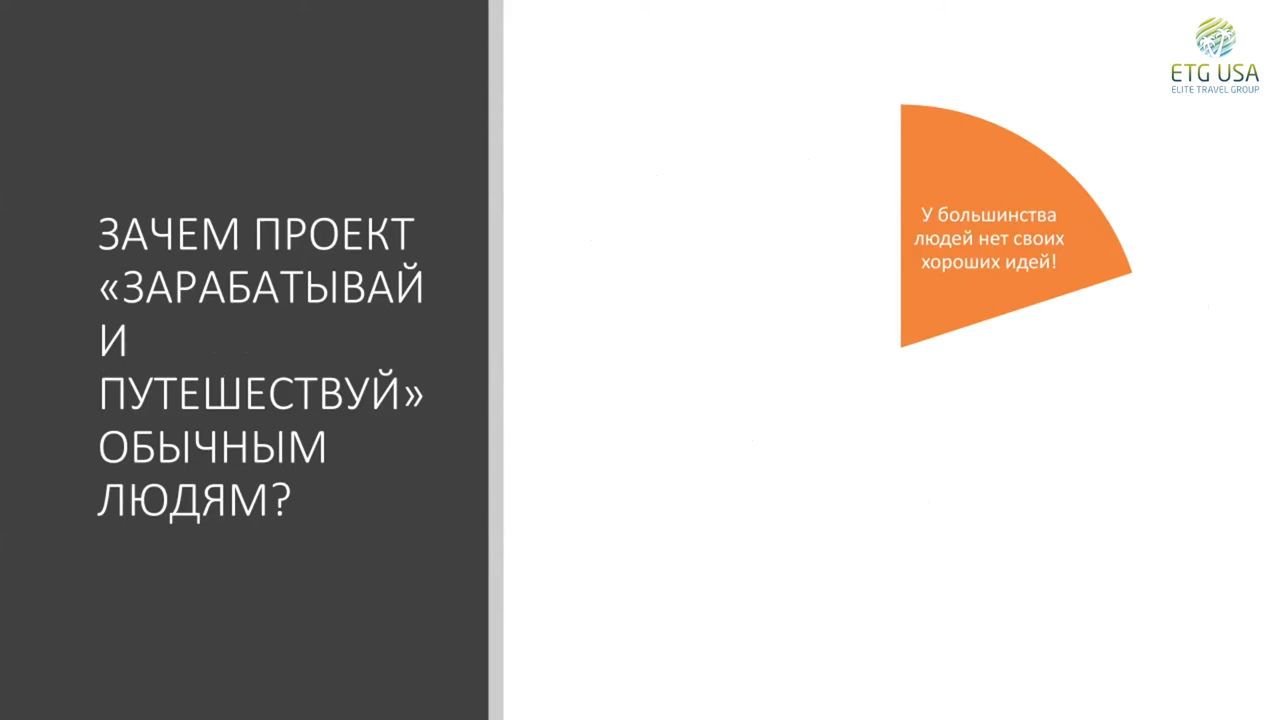 ЗАЧЕМ ПРОЕКТ
«ЗАРАБАТЫВАЙ
И
ПУТЕШЕСТВУЙ»
ОБЫЧНЫМ
ЛЮДЯМ?
У большинства
людей нет своих
хороших идей!
ETG USA
ELITE TRAVEL GROUP